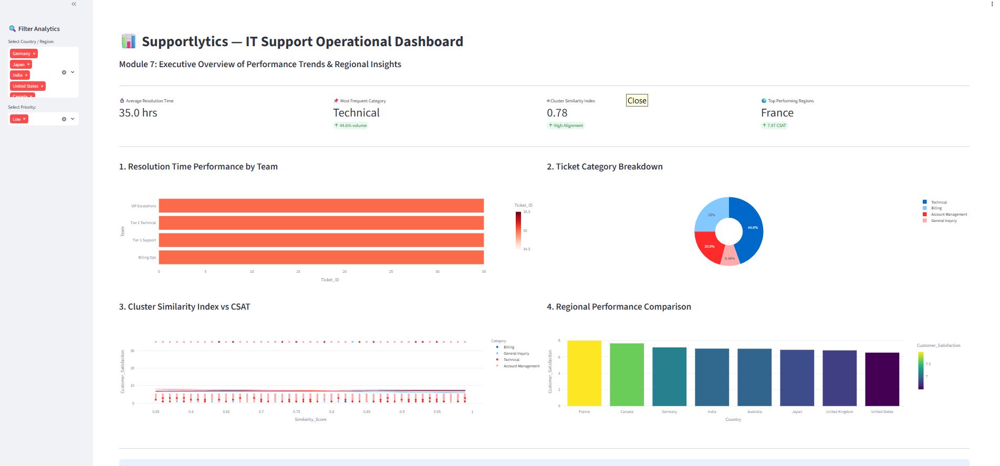 «
🔍 Filter Analytics
Select Country / Region:
Germany ×
Japan ×
India ×
United States ×
Canada ×
Select Priority:
Low ×
📊 Supportlytics — IT Support Operational Dashboard
Module 7: Executive Overview of Performance Trends & Regional Insights
Average Resolution Time
35.0 hrs
📌 Most Frequent Category
Technical
↑ 44.6% volume
Cluster Similarity Index
0.78
↑ High Alignment
Close
Top Performing Regions
France
↑ 7.97 CSAT
1. Resolution Time Performance by Team
Team
VIP Escalations
Tier 2 Technical
Tier 1 Support
Billing Ops
0 5 10 15 20 25 30 35
Ticket_ID
Ticket_ID
35.5
35
34.5
2. Ticket Category Breakdown
25%
44.6%
20.9%
9.46%
Technical
Billing
Account Management
General Inquiry
3. Cluster Similarity Index vs CSAT
Customer_Satisfaction
30
20
10
0
0.55 0.6 0.65 0.7 0.75 0.8 0.85 0.9 0.95 1
Similarity_Score
Category
Billing
General Inquiry
Technical
Account Management
4. Regional Performance Comparison
Customer_Satisfaction
8
6
4
2
0
France Canada Germany India Australia Japan United Kingdom United States
Country
Customer_Satisfaction
7.5
7